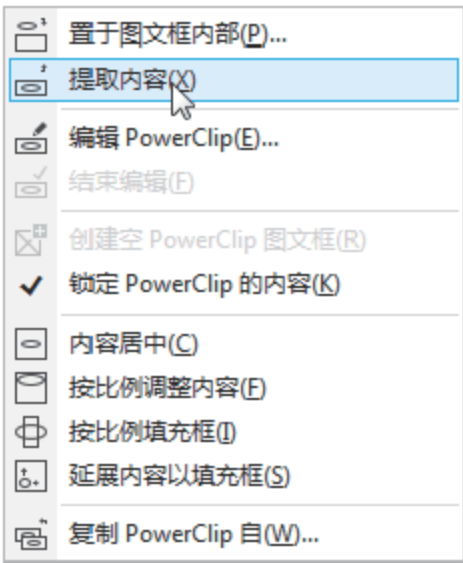 置于图文框内部(P)...
提取内容(X)
编辑 PowerClip(E)...
结束编辑(F)
创建空 PowerClip 图文框(R)
锁定 PowerClip 的内容(K)
内容居中(C)
按比例调整内容(F)
按比例填充框(I)
延展内容以填充框(S)
复制 PowerClip 自(W)...